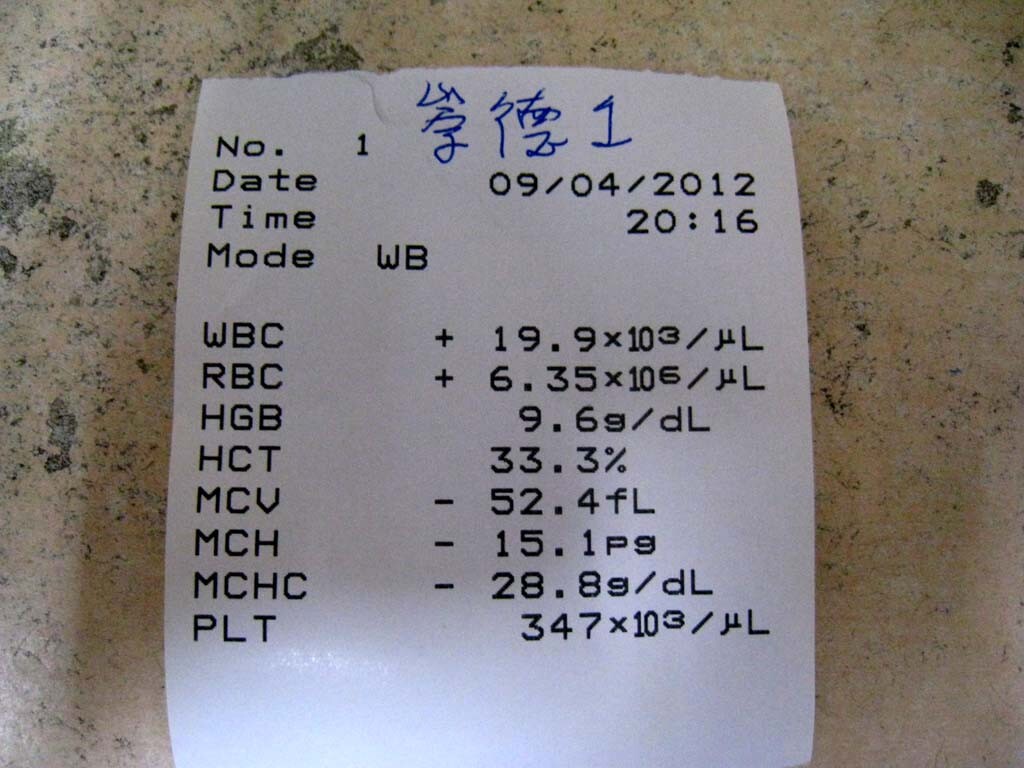 崇德1
No. 1
Date 09/04/2012
Time 20:16
Mode WB
WBC + 19.9×10³/μL
RBC + 6.35×10⁶/μL
HGB 9.6g/dL
HCT 33.3%
MCV - 52.4fL
MCH - 15.1pg
MCHC - 28.8g/dL
PLT 347×10³/μL